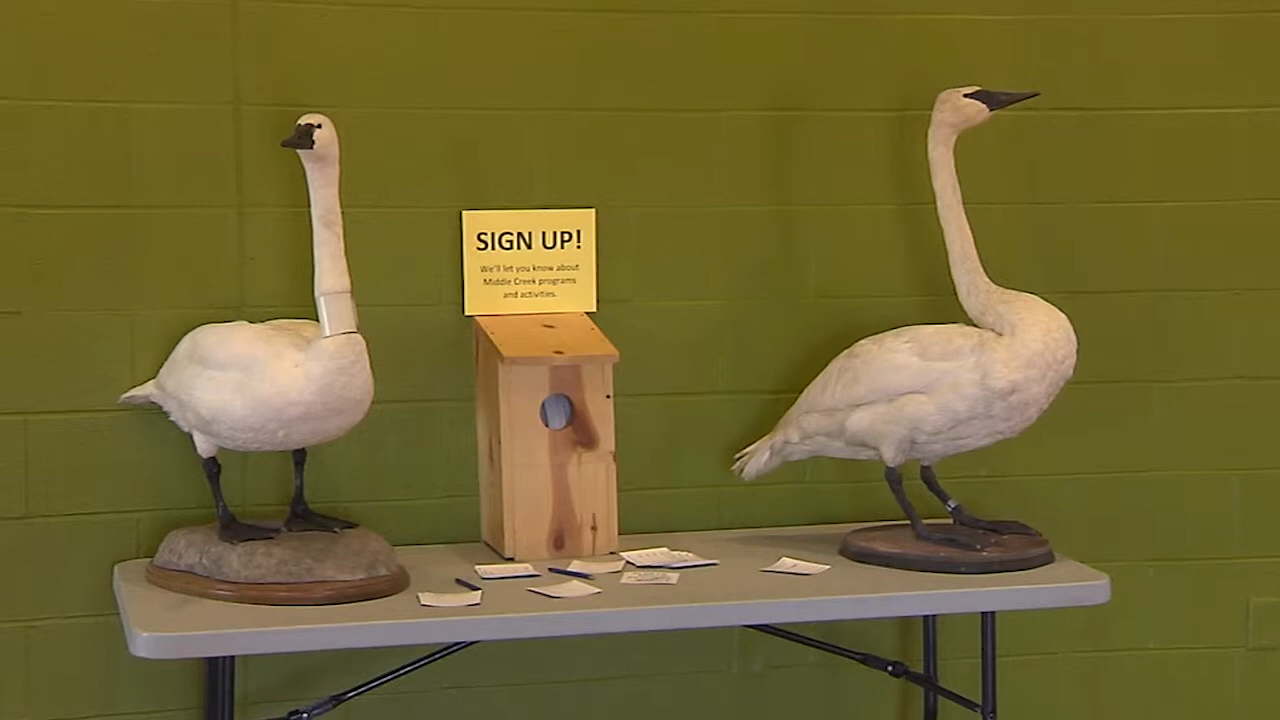 SIGN UP!
We'll let you know about
Middle Creek programs
and activities.